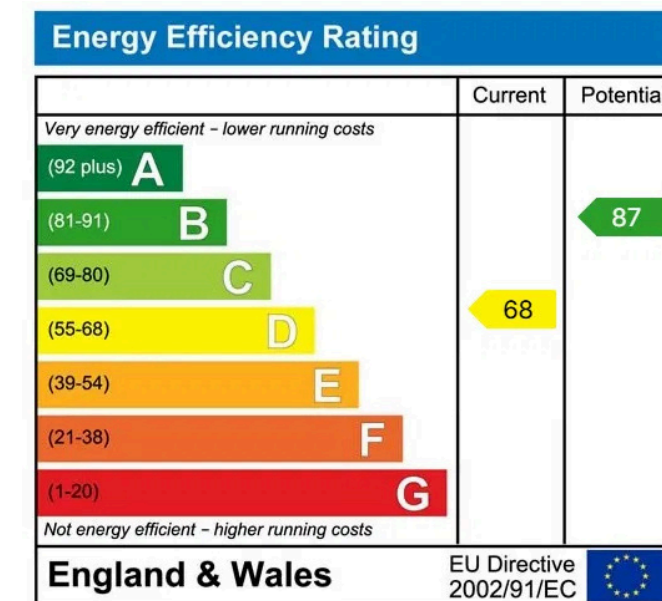 Energy Efficiency Rating
Current Potential
Very energy efficient – lower running costs
(92 plus) A
(81-91) B
87
(69-80) C
68
(55-68) D
(39-54) E
(21-38) F
(1-20) G
Not energy efficient – higher running costs
England & Wales
EU Directive
2002/91/EC